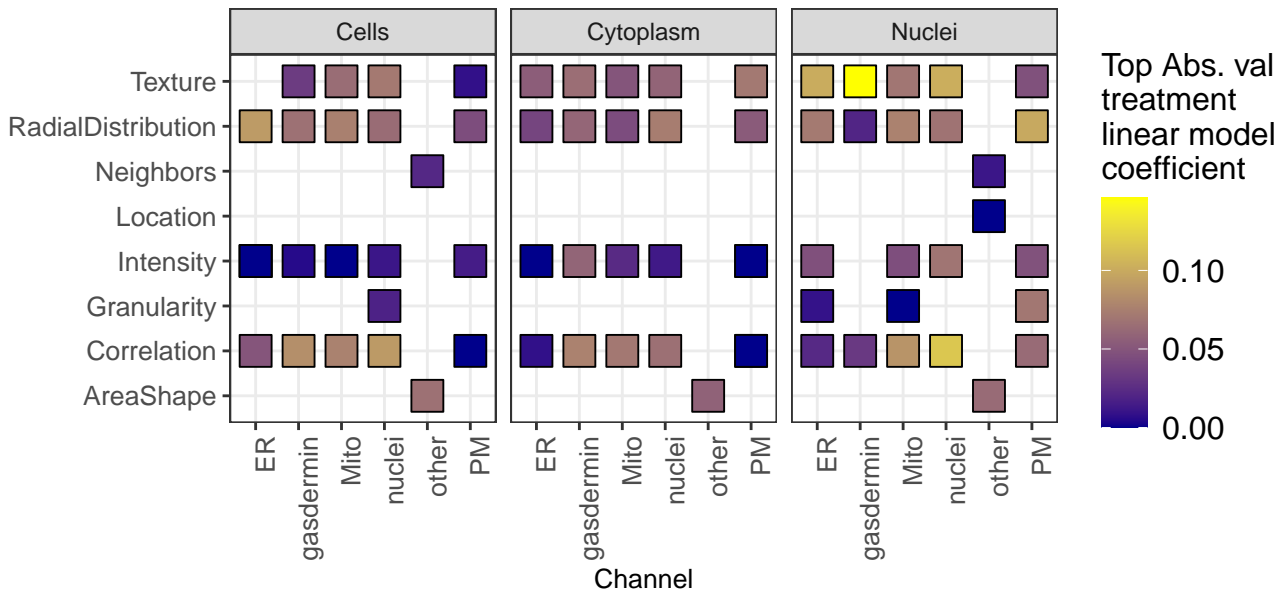 Cells
Cytoplasm
Nuclei
Texture
RadialDistribution
Neighbors
Location
Intensity
Granularity
Correlation
AreaShape
ER
gasdermin
Mito
nuclei
other
PM
ER
gasdermin
Mito
nuclei
other
PM
ER
gasdermin
Mito
nuclei
other
PM
Channel
Top Abs. val
treatment
linear model
coefficient
0.10
0.05
0.00